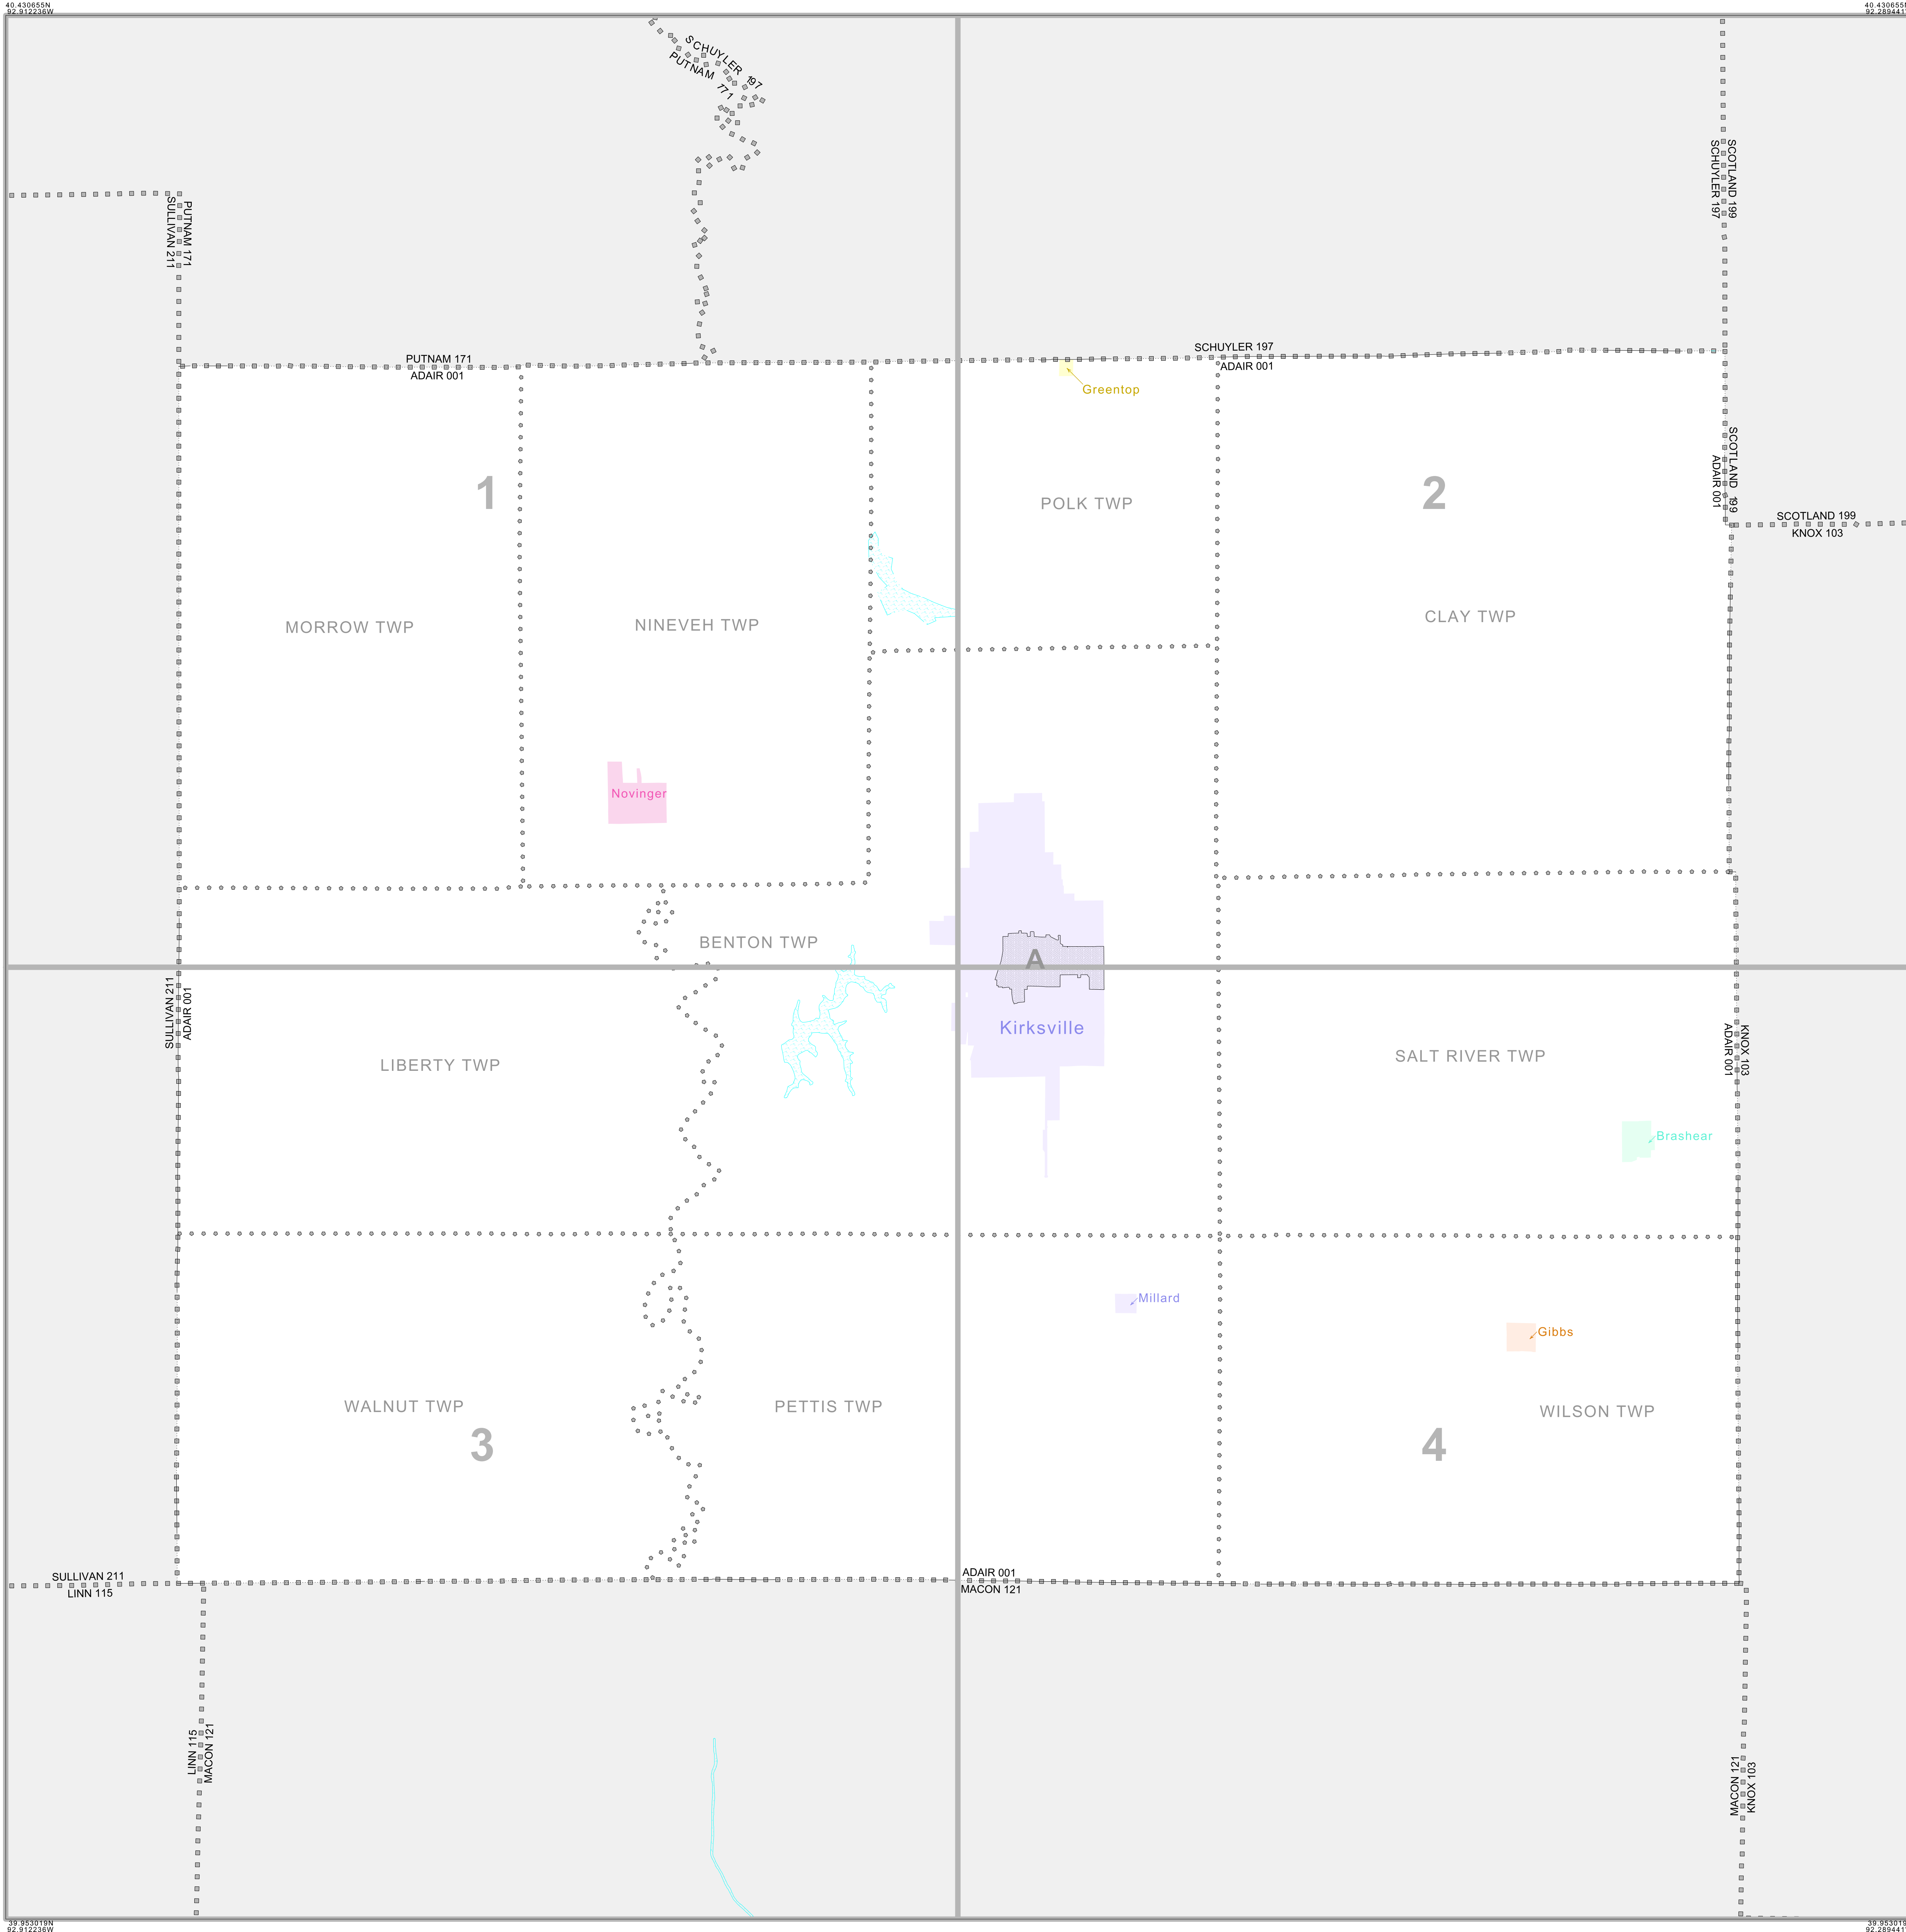 40.430655N
92.912236W
40.430655N
92.289441
SCHUYLER 197
PUTNAM 171
SCOTLAND 199
SCHUYLER 197
PUTNAM 171
SULLIVAN 211
PUTNAM 171
ADAIR 001
SCHUYLER 197
ADAIR 001
Greentop
SCOTLAND 199
ADAIR 001
1
2
POLK TWP
SCOTLAND 199
KNOX 103
MORROW TWP
NINEVEH TWP
CLAY TWP
Novinger
BENTON TWP
A
SULLIVAN 211
ADAIR 001
Kirksville
KNOX 103
ADAIR 001
LIBERTY TWP
SALT RIVER TWP
Brashear
Millard
Gibbs
WALNUT TWP
PETTIS TWP
WILSON TWP
3
4
SULLIVAN 211
LINN 115
ADAIR 001
MACON 121
LINN 115
MACON 121
MACON 121
KNOX 103
39.953019N
92.912236W
39.953019
92.289441